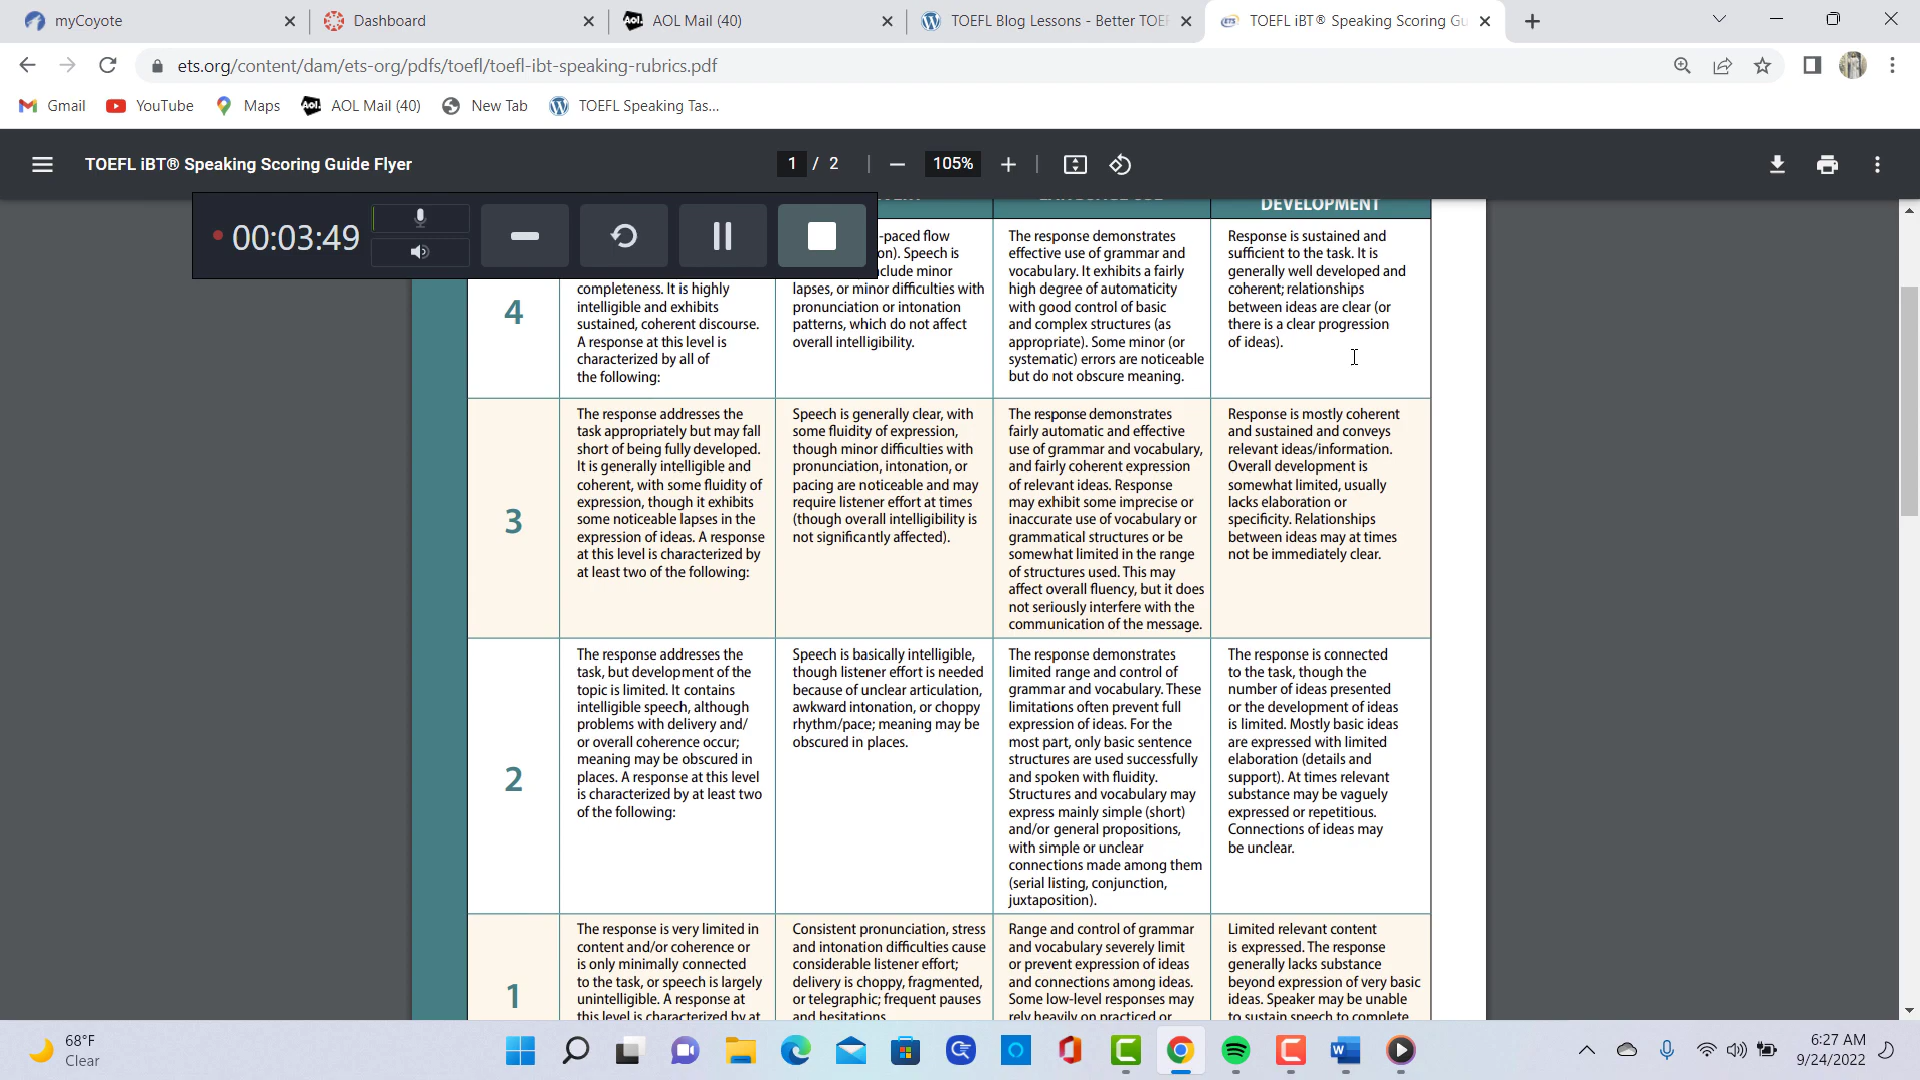 myCoyote
Dashboard
AOL Mail (40)
TOEFL Blog Lessons - Better TOEF
TOEFL iBT® Speaking Scoring Gu
ets.org/content/dam/ets-org/pdfs/toefl/toefl-ibt-speaking-rubrics.pdf
Gmail
YouTube
Maps
Aol.
AOL Mail (40)
New Tab
TOEFL Speaking Tas...
TOEFL iBT® Speaking Scoring Guide Flyer
1 / 2
105%
00:03:49
DEVELOPMENT
4
completeness. It is highly
intelligible and exhibits
sustained, coherent discourse.
A response at this level is
characterized by all of
the following:
-paced flow
on). Speech is
nclude minor
lapses, or minor difficulties with
pronunciation or intonation
patterns, which do not affect
overall intelligibility.
The response demonstrates
effective use of grammar and
vocabulary. It exhibits a fairly
high degree of automaticity
with good control of basic
and complex structures (as
appropriate). Some minor (or
systematic) errors are noticeable
but do not obscure meaning.
Response is sustained and
sufficient to the task. It is
generally well developed and
coherent; relationships
between ideas are clear (or
there is a clear progression
of ideas).
3
The response addresses the
task appropriately but may fall
short of being fully developed.
It is generally intelligible and
coherent, with some fluidity of
expression, though it exhibits
some noticeable lapses in the
expression of ideas. A response
at this level is characterized by
at least two of the following:
Speech is generally clear, with
some fluidity of expression,
though minor difficulties with
pronunciation, intonation, or
pacing are noticeable and may
require listener effort at times
(though overall intelligibility is
not significantly affected).
The response demonstrates
fairly automatic and effective
use of grammar and vocabulary,
and fairly coherent expression
of relevant ideas. Response
may exhibit some imprecise or
inaccurate use of vocabulary or
grammatical structures or be
somewhat limited in the range
of structures used. This may
affect overall fluency, but it does
not seriously interfere with the
communication of the message.
Response is mostly coherent
and sustained and conveys
relevant ideas/information.
Overall development is
somewhat limited, usually
lacks elaboration or
specificity. Relationships
between ideas may at times
not be immediately clear.
2
The response addresses the
task, but development of the
topic is limited. It contains
intelligible speech, although
problems with delivery and/
or overall coherence occur;
meaning may be obscured in
places. A response at this level
is characterized by at least two
of the following:
Speech is basically intelligible,
though listener effort is needed
because of unclear articulation,
awkward intonation, or choppy
rhythm/pace; meaning may be
obscured in places.
The response demonstrates
limited range and control of
grammar and vocabulary. These
limitations often prevent full
expression of ideas. For the
most part, only basic sentence
structures are used successfully
and spoken with fluidity.
Structures and vocabulary may
express mainly simple (short)
and/or general propositions,
with simple or unclear
connections made among them
(serial listing, conjunction,
juxtaposition).
The response is connected
to the task, though the
number of ideas presented
or the development of ideas
is limited. Mostly basic ideas
are expressed with limited
elaboration (details and
support). At times relevant
substance may be vaguely
expressed or repetitious.
Connections of ideas may
be unclear.
1
The response is very limited in
content and/or coherence or
is only minimally connected
to the task, or speech is largely
unintelligible. A response at
this level is characterized by at
Consistent pronunciation, stress
and intonation difficulties cause
considerable listener effort;
delivery is choppy, fragmented,
or telegraphic; frequent pauses
and hesitations.
Range and control of grammar
and vocabulary severely limit
or prevent expression of ideas
and connections among ideas.
Some low-level responses may
rely heavily on practiced or
Limited relevant content
is expressed. The response
generally lacks substance
beyond expression of very basic
ideas. Speaker may be unable
to sustain speech to complete
68°F
Clear
6:27 AM
9/24/2022